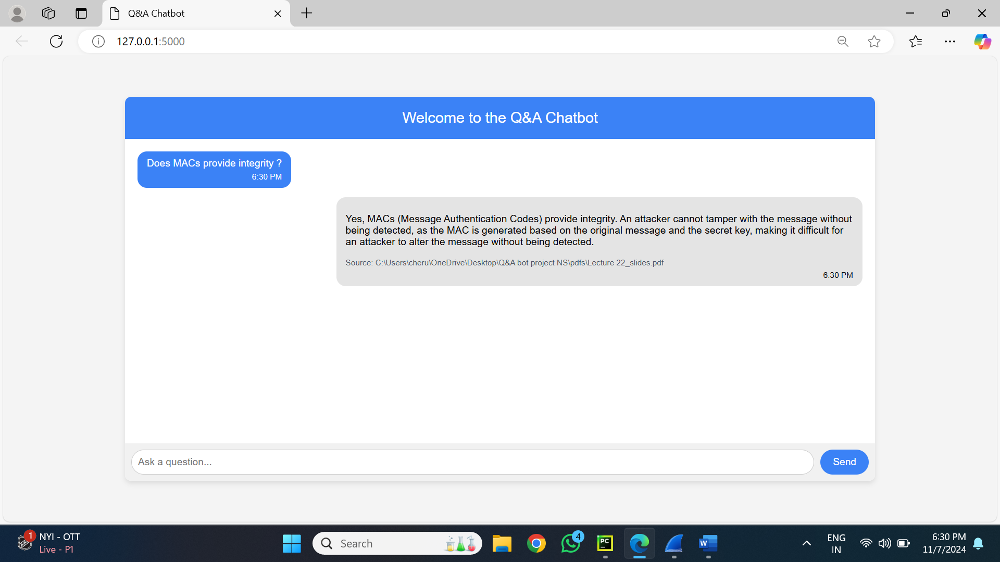 Q&A Chatbot
127.0.0.1:5000
Welcome to the Q&A Chatbot
Does MACs provide integrity ?
6:30 PM
Yes, MACs (Message Authentication Codes) provide integrity. An attacker cannot tamper with the message without
being detected, as the MAC is generated based on the original message and the secret key, making it difficult for
an attacker to alter the message without being detected.
Source: C:\Users\cheru\OneDrive\Desktop\Q&A bot project NS\pdfs\Lecture 22_slides.pdf
6:30 PM
Ask a question...
Send
1
NYI - OTT
Live - P1
Search
4
PC
W
ENG
IN
6:30 PM
11/7/2024